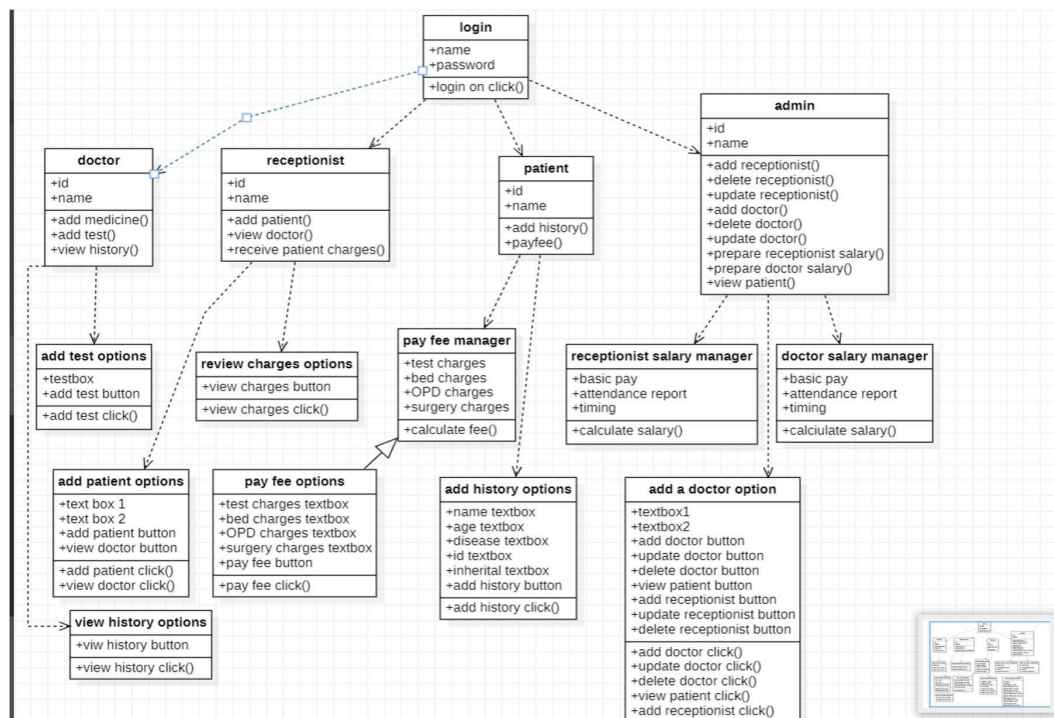 login
+name
+password
+login on click()
admin
+id
+name
+add receptionist()
+delete receptionist()
+update receptionist()
+add doctor()
+delete doctor()
+update doctor()
+prepare receptionist salary()
+prepare doctor salary()
+view patient()
doctor
+id
+name
+add medicine()
+add test()
+view history()
receptionist
+id
+name
+add patient()
+view doctor()
+receive patient charges()
patient
+id
+name
+add history()
+payfee()
add test options
+testbox
+add test button
+add test click()
review charges options
+view charges button
+view charges click()
pay fee manager
+test charges
+bed charges
+OPD charges
+surgery charges
+calculate fee()
receptionist salary manager
+basic pay
+attendance report
+timing
+calculate salary()
doctor salary manager
+basic pay
+attendance report
+timing
+calciulate salary()
add patient options
+text box 1
+text box 2
+add patient button
+view doctor button
+add patient click()
+view doctor click()
pay fee options
+test charges textbox
+bed charges textbox
+OPD charges textbox
+surgery charges textbox
+pay fee button
+pay fee click()
add history options
+name textbox
+age textbox
+disease textbox
+id textbox
+inherital textbox
+add history button
+add history click()
add a doctor option
+textbox1
+textbox2
+add doctor button
+update doctor button
+delete doctor button
+view patient button
+add receptionist button
+update receptionist button
+delete receptionist button
+add doctor click()
+update doctor click()
+delete doctor click()
+view patient click()
+add receptionist click()
view history options
+viw history button
+view history click()